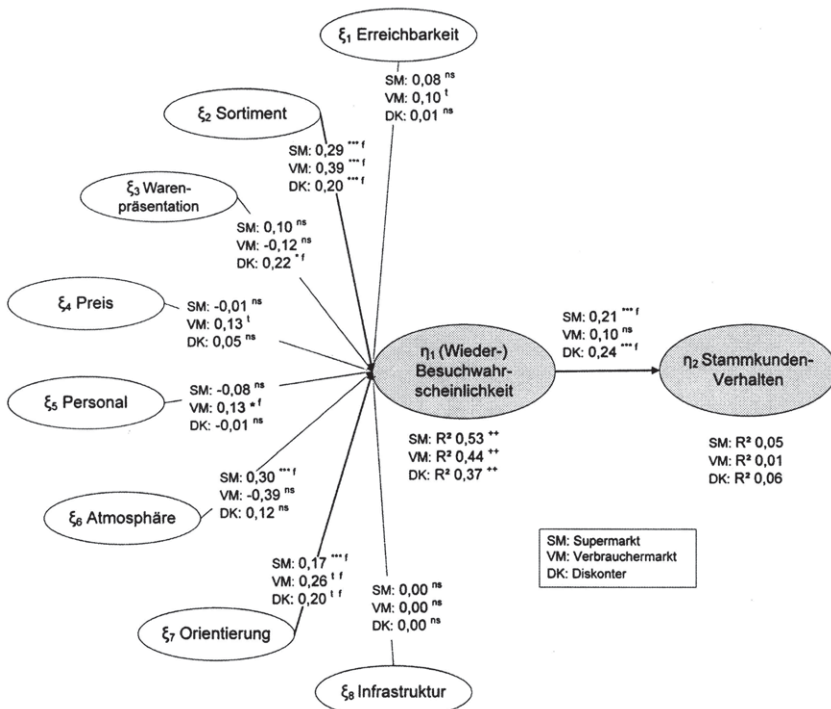 ξ₁ Erreichbarkeit
SM: 0,08 ns
VM: 0,10 t
DK: 0,01 ns
ξ₂ Sortiment
SM: 0,29 *** f
VM: 0,39 *** f
DK: 0,20 *** f
ξ₃ Waren-
präsentation
SM: 0,10 ns
VM: -0,12 ns
DK: 0,22 * f
ξ₄ Preis
SM: -0,01 ns
VM: 0,13 t
DK: 0,05 ns
ξ₅ Personal
SM: -0,08 ns
VM: 0,13 * f
DK: -0,01 ns
ξ₆ Atmosphäre
SM: 0,30 *** f
VM: -0,39 ns
DK: 0,12 ns
ξ₇ Orientierung
SM: 0,17 *** f
VM: 0,26 t f
DK: 0,20 t f
ξ₈ Infrastruktur
SM: 0,00 ns
VM: 0,00 ns
DK: 0,00 ns
η₁ (Wieder-)
Besuchwahr-
scheinlichkeit
SM: R² 0,53 ++
VM: R² 0,44 ++
DK: R² 0,37 ++
SM: 0,21 *** f
VM: 0,10 ns
DK: 0,24 *** f
η₂ Stammkunden-
Verhalten
SM: R² 0,05
VM: R² 0,01
DK: R² 0,06
SM: Supermarkt
VM: Verbrauchermarkt
DK: Diskonter